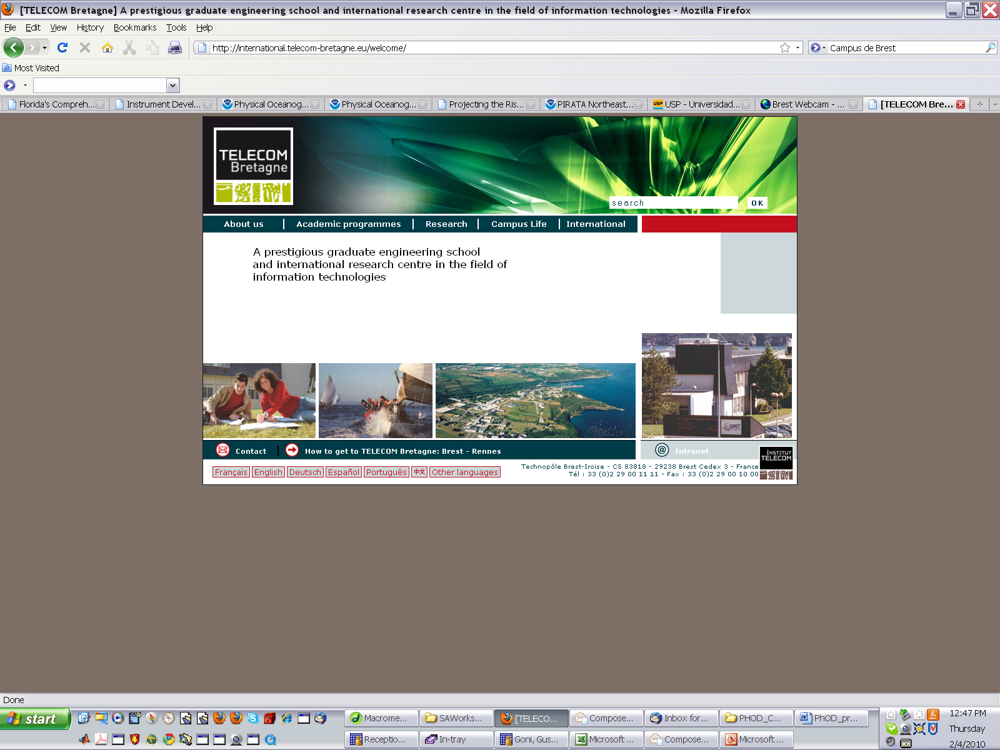 [TELECOM Bretagne] A prestigious graduate engineering school and international research centre in the field of information technologies - Mozilla Firefox
File Edit View History Bookmarks Tools Help
http://international.telecom-bretagne.eu/welcome/
Campus de Brest
Most Visited
Florida's Compreh... Instrument Devel... Physical Oceanog... Physical Oceanog... Projecting the Ris... PIRATA Northeast... USP USP - Universidad... Brest Webcam - ... [TELECOM Bre...
TELECOM
Bretagne
search OK
About us Academic programmes Research Campus Life International
A prestigious graduate engineering school
and international research centre in the field of
information technologies
ENST
Contact How to get to TELECOM Bretagne: Brest - Rennes @ Intranet
INSTITUT
TELECOM
Français English Deutsch Español Português 中文 Other languages
Technopôle Brest-Iroise - CS 83818 - 29238 Brest Cedex 3 - France
Tél : 33 (0)2 29 00 11 11 - Fax : 33 (0)2 29 00 10 00
Done
start Macrome... SAWorks... [TELECO... Compose... Inbox for... PHOD_C... PhOD_pr... 12:47 PM
Thursday
Receptio... In-tray Goni, Gus... Microsoft ... Compose... Microsoft ... 2/4/2010